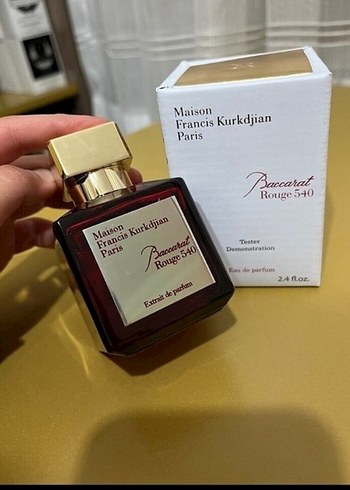 Maison
Francis Kurkdjian
Paris
Baccarat
Rouge 540
Tester
Demonstration
Eau de parfum
2.4 fl.oz.
Maison
Francis Kurkdjian
Paris
Baccarat
Rouge 540
Extrait de parfum